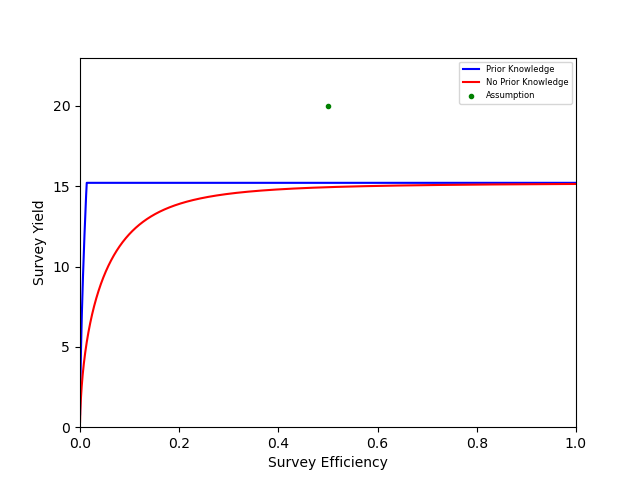 Prior Knowledge
No Prior Knowledge
Assumption
20
15
10
5
0
Survey Yield
0.0 0.2 0.4 0.6 0.8 1.0
Survey Efficiency